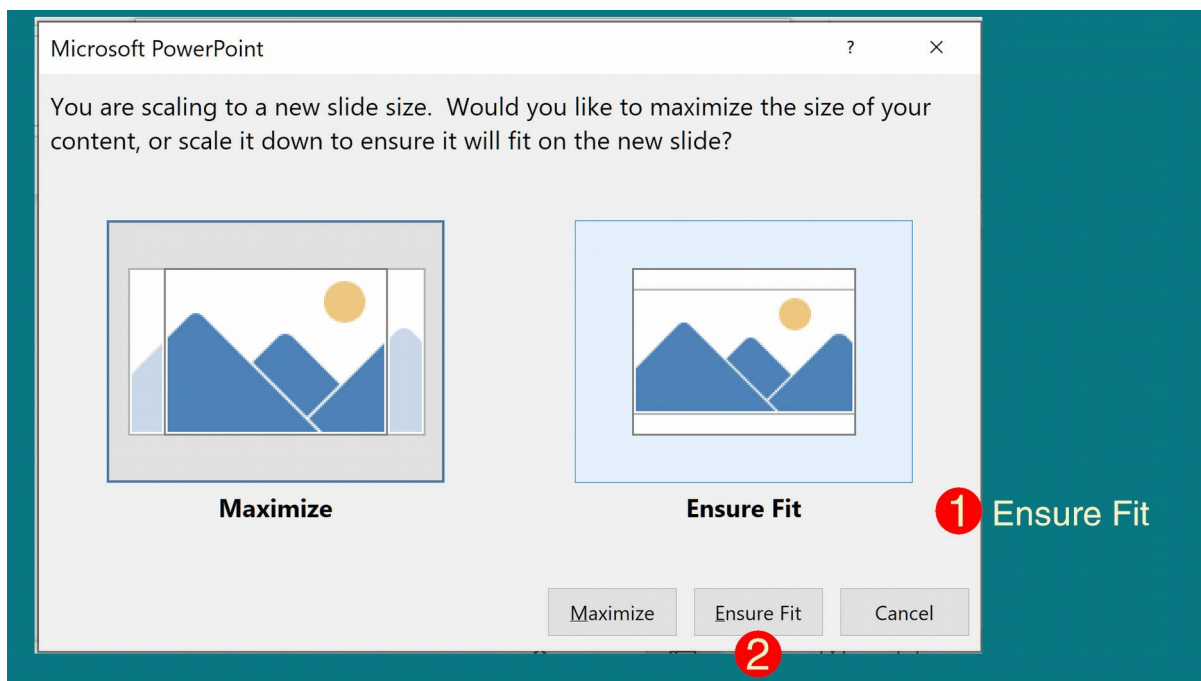 Microsoft PowerPoint ? ×
You are scaling to a new slide size. Would you like to maximize the size of your
content, or scale it down to ensure it will fit on the new slide?
Maximize
Ensure Fit
1 Ensure Fit
Maximize
Ensure Fit
Cancel
2